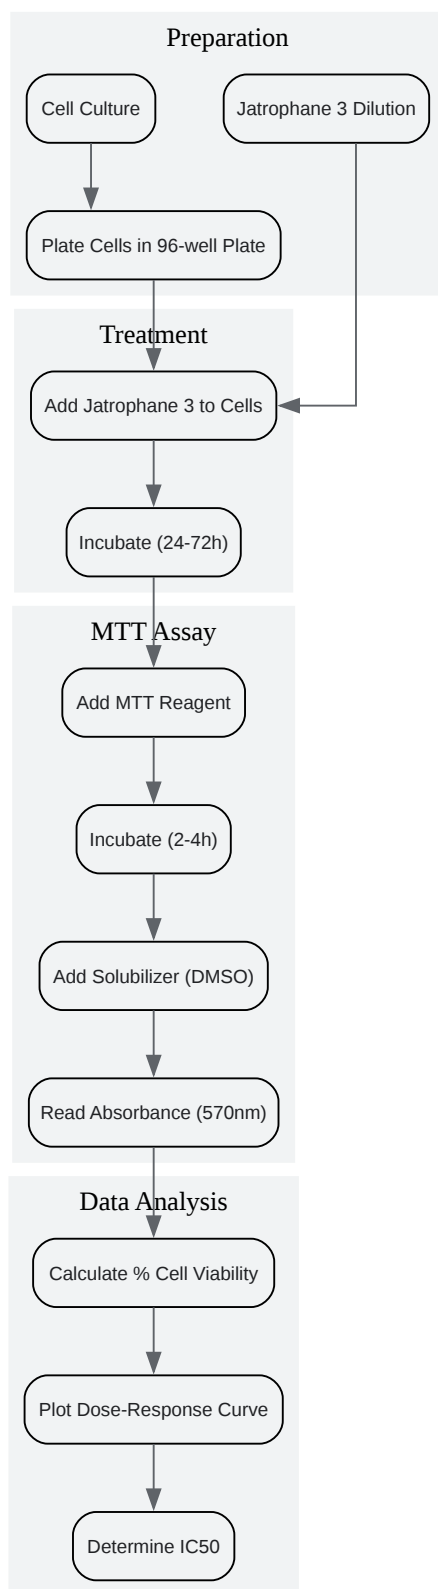 Preparation
Cell Culture
Jatrophane 3 Dilution
Plate Cells in 96-well Plate
Treatment
Add Jatrophane 3 to Cells
Incubate (24-72h)
MTT Assay
Add MTT Reagent
Incubate (2-4h)
Add Solubilizer (DMSO)
Read Absorbance (570nm)
Data Analysis
Calculate % Cell Viability
Plot Dose-Response Curve
Determine IC50